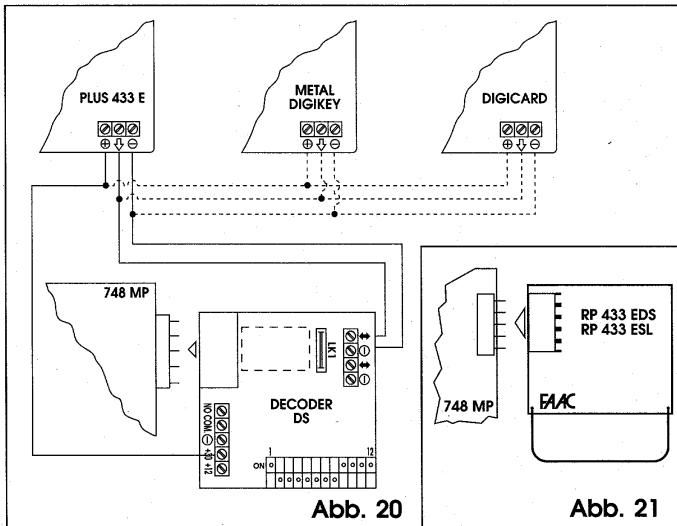 PLUS 433 E
METAL
DIGIKEY
DIGICARD
748 MP
LK1
DECODER
DS
NO COM
+12
ON
1
12
Abb. 20
RP 433 EDS
RP 433 ESL
748 MP
FAAC
Abb. 21